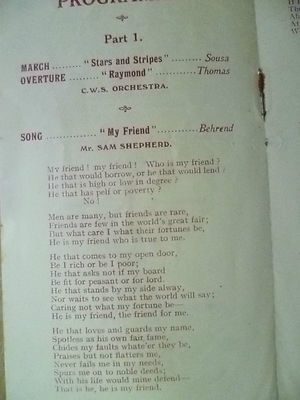 PROGRAMME
Part 1.
MARCH ........ "Stars and Stripes" ........ Sousa
OVERTURE ........ "Raymond" ........... Thomas
C.W.S. ORCHESTRA.
SONG ............... "My Friend" ............ Behrend
Mr. SAM SHEPHERD.
My friend! my friend! Who is my friend?
He that would borrow, or he that would lend?
He that is high or low in degree?
He that has pelf or poverty?
No!
Men are many, but friends are rare,
Friends are few in the world's great fair;
But what care I what their fortunes be,
He is my friend who is true to me.
He that comes to my open door,
Be I rich or be I poor;
He that asks not if my board
Be fit for peasant or for lord.
He that stands by my side alway,
Nor waits to see what the world will say;
Caring not what my fortune be—
He is my friend, the friend for me.
He that loves and guards my name,
Spotless as his own fair fame,
Chides my faults whate'er they be,
Praises but not flatters me,
Never fails me in my needs,
Spurs me on to noble deeds;
With his life would mine defend—
That is he, he is my friend.